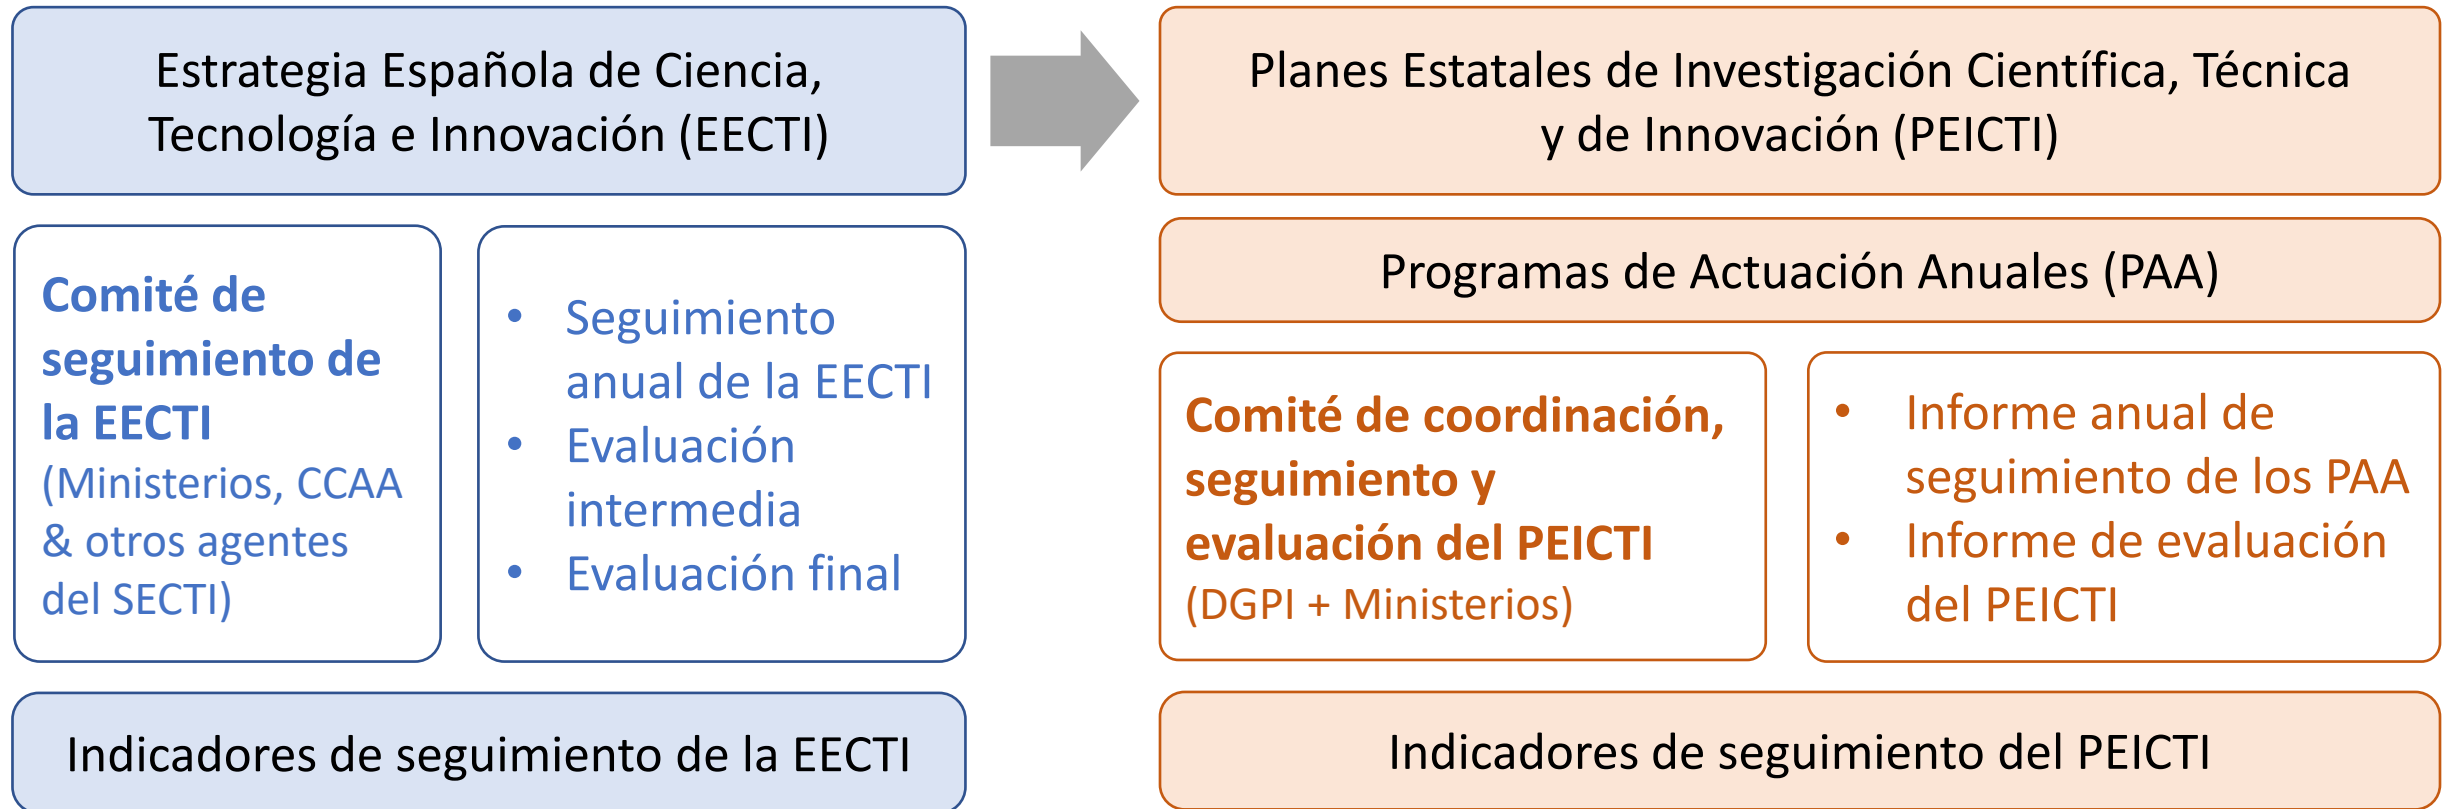 Estrategia Española de Ciencia,
Tecnología e Innovación (EECTI)
Comité de
seguimiento de
la EECTI
(Ministerios, CCAA
& otros agentes
del SECTI)
• Seguimiento
anual de la EECTI
• Evaluación
intermedia
• Evaluación final
Indicadores de seguimiento de la EECTI
Planes Estatales de Investigación Científica, Técnica
y de Innovación (PEICTI)
Programas de Actuación Anuales (PAA)
Comité de coordinación,
seguimiento y
evaluación del PEICTI
(DGPI + Ministerios)
• Informe anual de
seguimiento de los PAA
• Informe de evaluación
del PEICTI
Indicadores de seguimiento del PEICTI